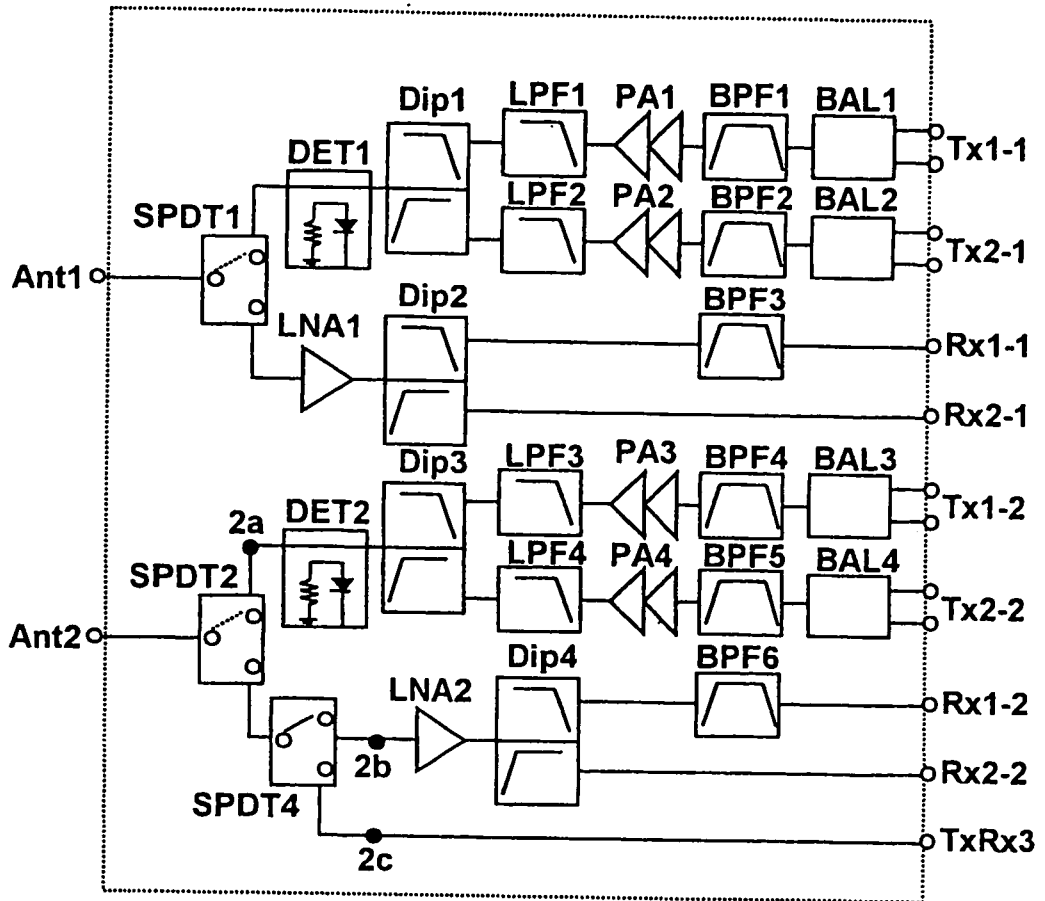 Dip1 LPF1 PA1 BPF1 BAL1
DET1
Tx1-1
LPF2 PA2 BPF2 BAL2
SPDT1
Tx2-1
Ant1
Dip2
BPF3
LNA1
Rx1-1
Rx2-1
Dip3 LPF3 PA3 BPF4 BAL3
2a DET2
Tx1-2
SPDT2
LPF4 PA4 BPF5 BAL4
Tx2-2
Ant2
Dip4
BPF6
LNA2
Rx1-2
2b
Rx2-2
SPDT4
TxRx3
2c